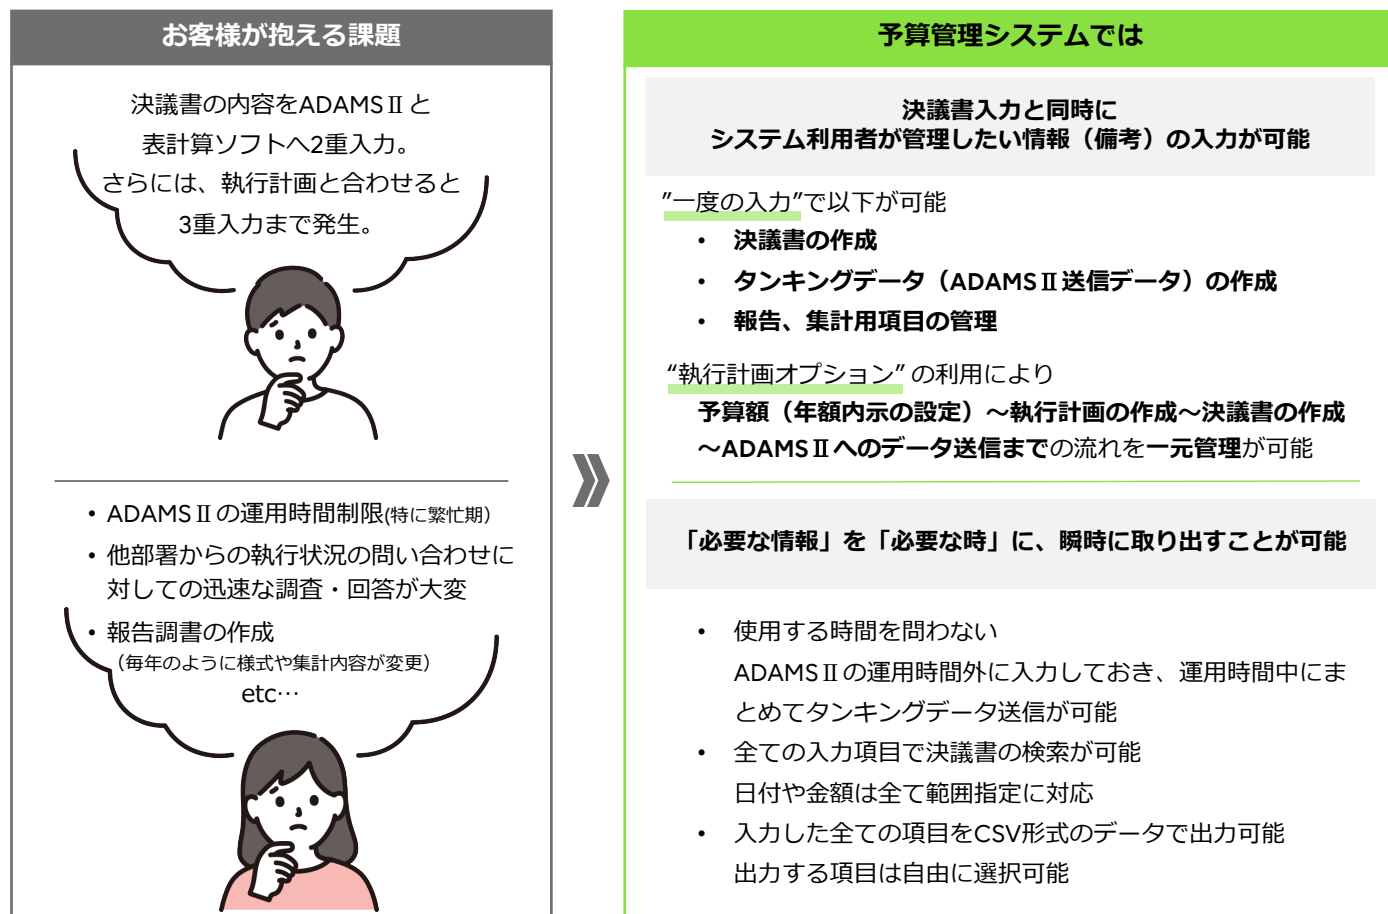 お客様が抱える課題
決議書の内容をADAMSⅡと
表計算ソフトへ2重入力。
さらには、執行計画と合わせると
3重入力まで発生。
• ADAMSⅡの運用時間制限(特に繁忙期)
• 他部署からの執行状況の問い合わせに
対しての迅速な調査・回答が大変
• 報告調書の作成
（毎年のように様式や集計内容が変更）
etc…
予算管理システムでは
決議書入力と同時に
システム利用者が管理したい情報（備考）の入力が可能
”一度の入力”で以下が可能
• 決議書の作成
• タンキングデータ（ADAMSⅡ送信データ）の作成
• 報告、集計用項目の管理
“執行計画オプション” の利用により
予算額（年額内示の設定）～執行計画の作成～決議書の作成
～ADAMSⅡへのデータ送信までの流れを一元管理が可能
「必要な情報」を「必要な時」に、瞬時に取り出すことが可能
• 使用する時間を問わない
ADAMSⅡの運用時間外に入力しておき、運用時間中にま
とめてタンキングデータ送信が可能
• 全ての入力項目で決議書の検索が可能
日付や金額は全て範囲指定に対応
• 入力した全ての項目をCSV形式のデータで出力可能
出力する項目は自由に選択可能